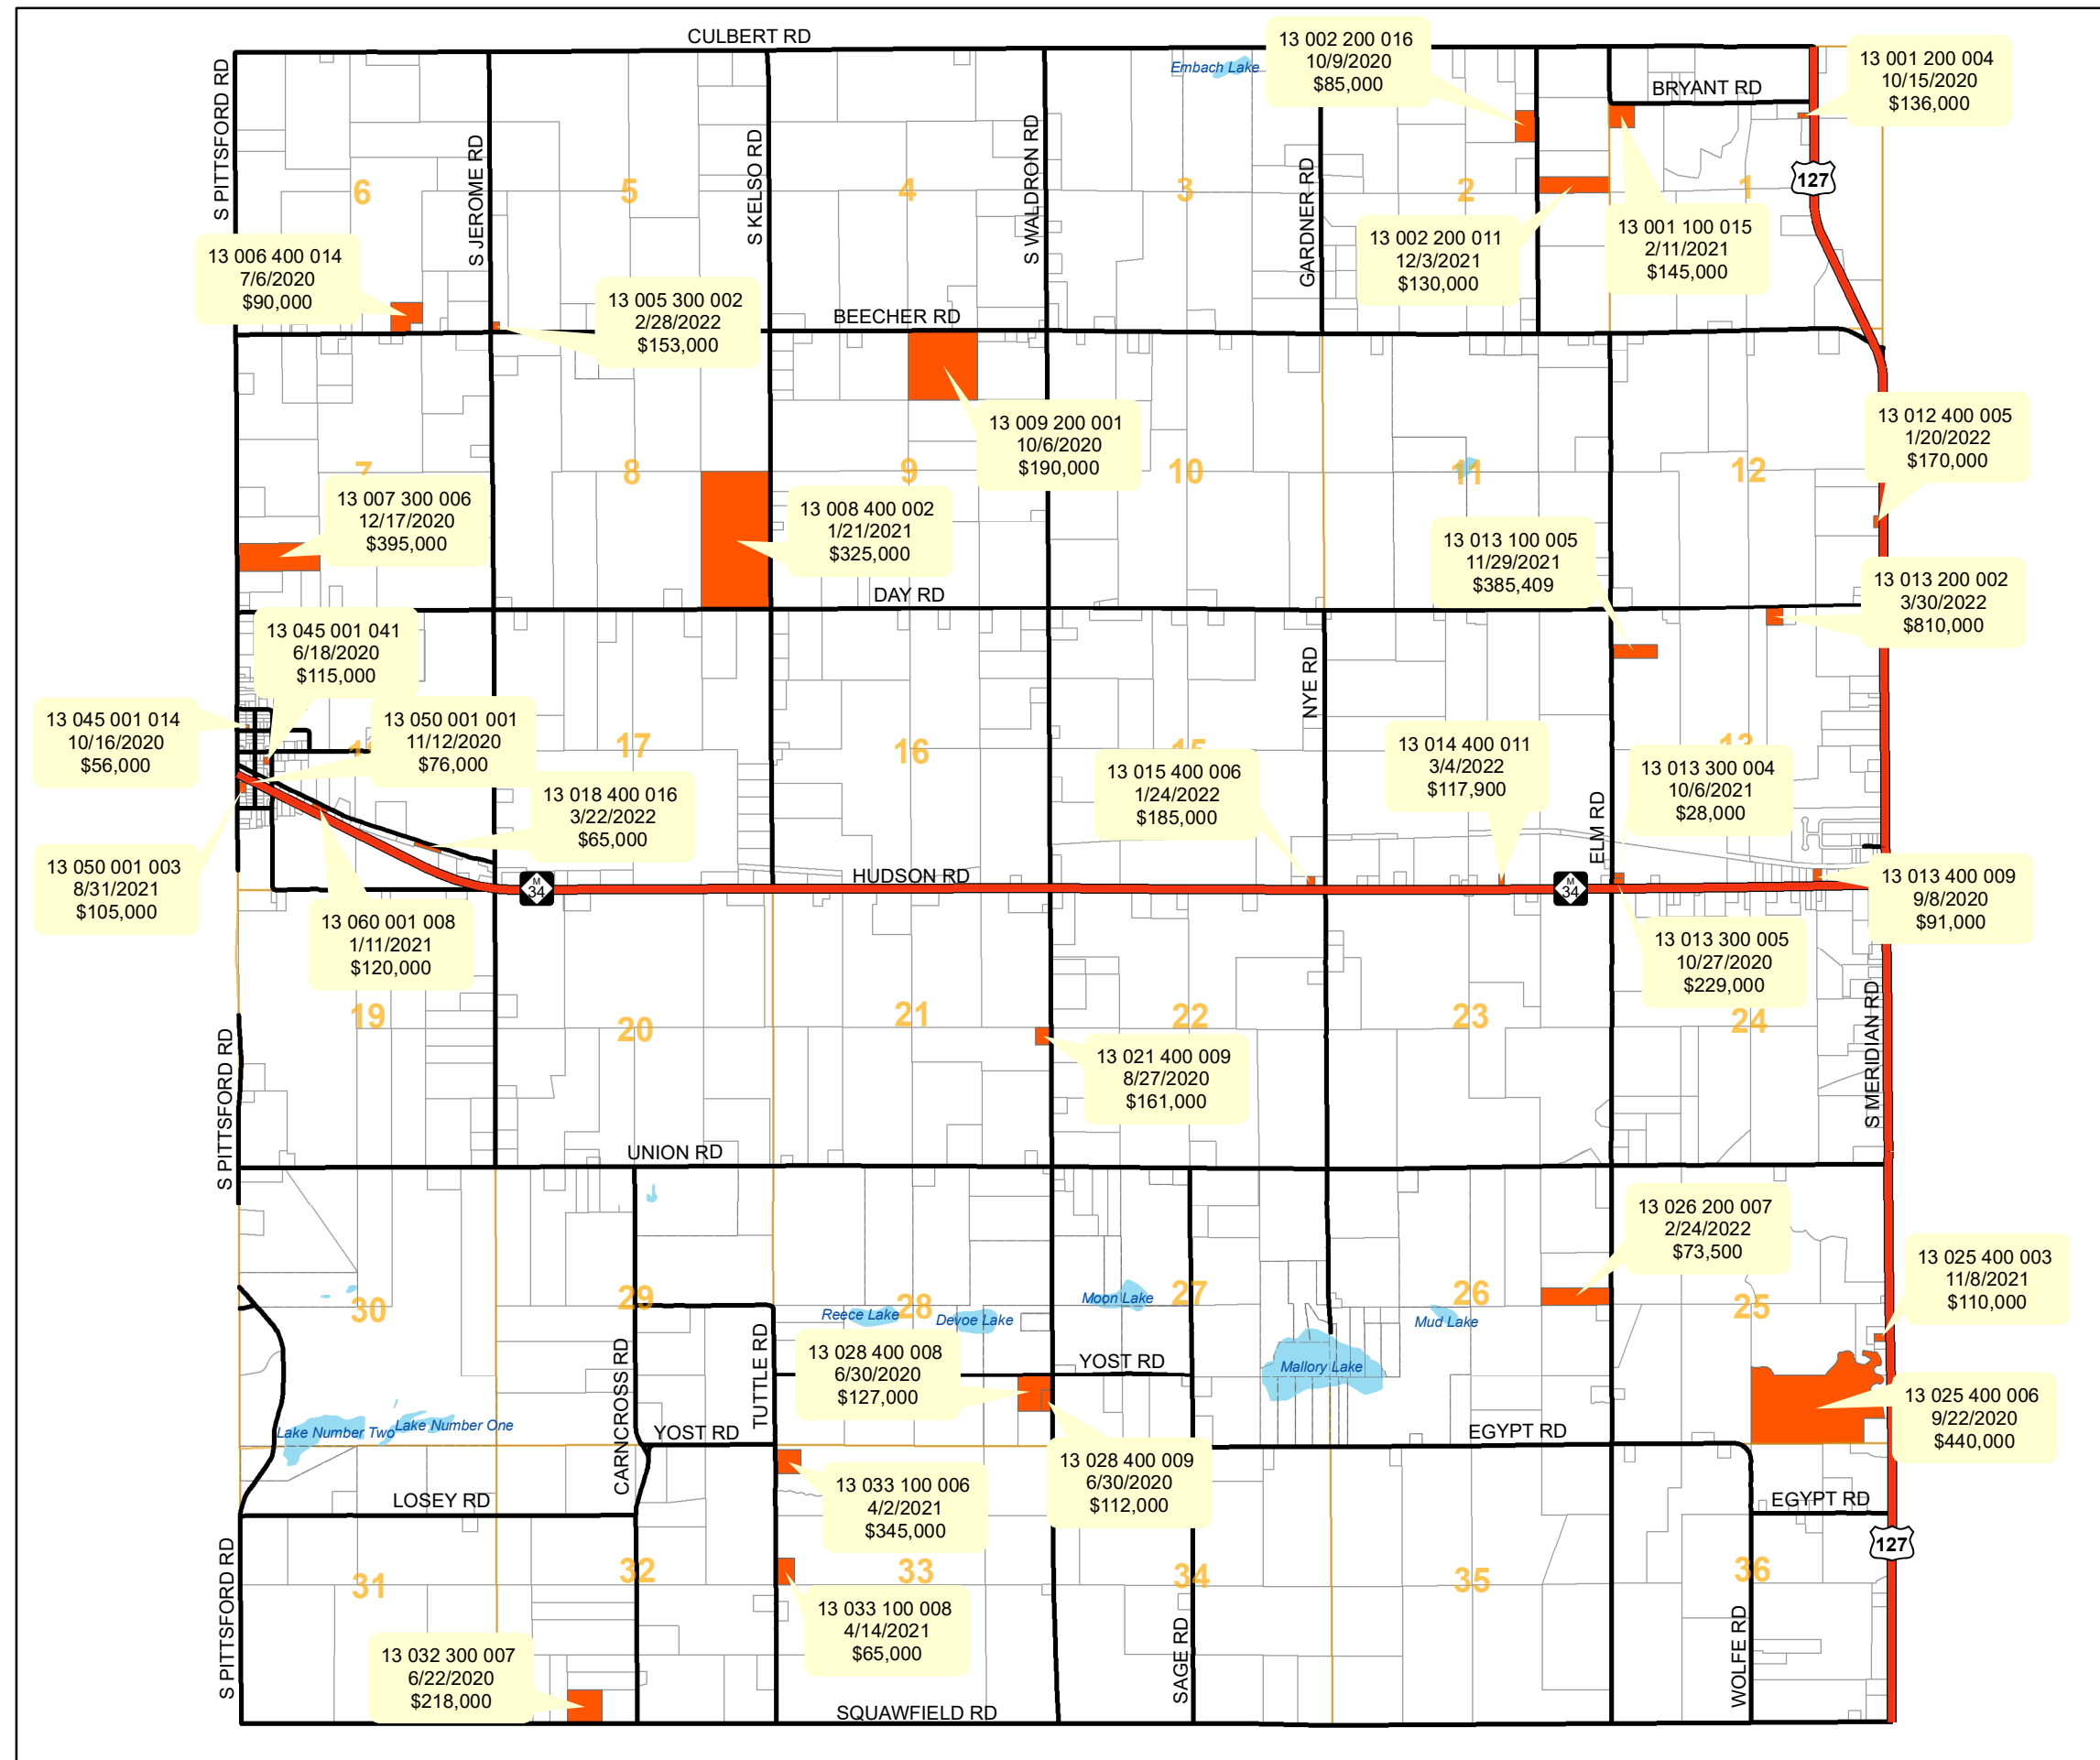 CULBERT RD
S PITTSFORD RD
S JEROME RD
S KELSO RD
S WALDRON RD
Embach Lake
GARDNER RD
BRYANT RD
13 002 200 016
10/9/2020
$85,000
13 001 200 004
10/15/2020
$136,000
127
6
5
4
3
2
1
13 006 400 014
7/6/2020
$90,000
13 005 300 002
2/28/2022
$153,000
13 002 200 011
12/3/2021
$130,000
13 001 100 015
2/11/2021
$145,000
BEECHER RD
13 009 200 001
10/6/2020
$190,000
13 012 400 005
1/20/2022
$170,000
7
8
9
10
11
12
13 007 300 006
12/17/2020
$395,000
13 008 400 002
1/21/2021
$325,000
13 013 100 005
11/29/2021
$385,409
13 013 200 002
3/30/2022
$810,000
DAY RD
13 045 001 041
6/18/2020
$115,000
NYE RD
13 045 001 014
10/16/2020
$56,000
13 050 001 001
11/12/2020
$76,000
17
16
15
13
13 018 400 016
3/22/2022
$65,000
13 015 400 006
1/24/2022
$185,000
13 014 400 011
3/4/2022
$117,900
ELM RD
13 013 300 004
10/6/2021
$28,000
13 050 001 003
8/31/2021
$105,000
M
34
HUDSON RD
M
34
13 013 400 009
9/8/2020
$91,000
13 060 001 008
1/11/2021
$120,000
13 013 300 005
10/27/2020
$229,000
19
20
21
22
23
24
S PITTSFORD RD
S MERIDIAN RD
13 021 400 009
8/27/2020
$161,000
UNION RD
13 026 200 007
2/24/2022
$73,500
13 025 400 003
11/8/2021
$110,000
30
29
28
27
26
25
Reece Lake
Devoe Lake
Moon Lake
Mud Lake
Mallory Lake
CARNCROSS RD
TUTTLE RD
YOST RD
13 028 400 008
6/30/2020
$127,000
13 025 400 006
9/22/2020
$440,000
Lake Number Two
Lake Number One
YOST RD
EGYPT RD
13 028 400 009
6/30/2020
$112,000
13 033 100 006
4/2/2021
$345,000
LOSEY RD
EGYPT RD
127
S PITTSFORD RD
31
32
33
34
35
36
13 033 100 008
4/14/2021
$65,000
13 032 300 007
6/22/2020
$218,000
SAGE RD
WOLFE RD
SQUAWFIELD RD